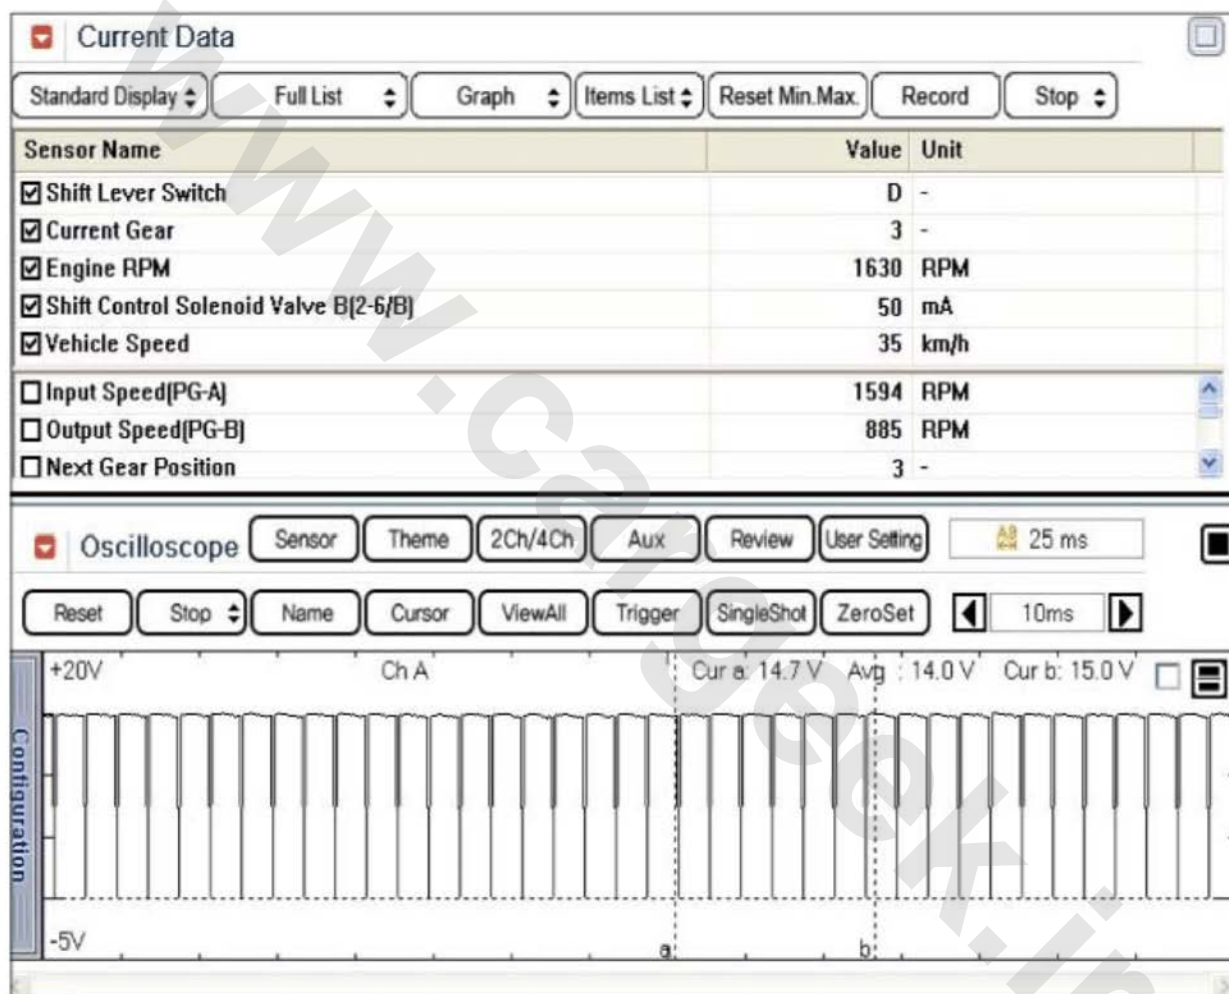 Current Data
Standard Display Full List Graph Items List Reset Min.Max. Record Stop
Sensor Name Value Unit
Shift Lever Switch D -
Current Gear 3 -
Engine RPM 1630 RPM
Shift Control Solenoid Valve B(2-6/B) 50 mA
Vehicle Speed 35 km/h
Input Speed(PG-A) 1594 RPM
Output Speed(PG-B) 885 RPM
Next Gear Position 3 -
Oscilloscope Sensor Theme 2Ch/4Ch Aux Review User Setting AB 25 ms
Reset Stop Name Cursor ViewAll Trigger SingleShot ZeroSet 10ms
+20V Ch A Cur a: 14.7 V Avg : 14.0 V Cur b: 15.0 V
Configuration
-5V a b
www.cargeek.ir